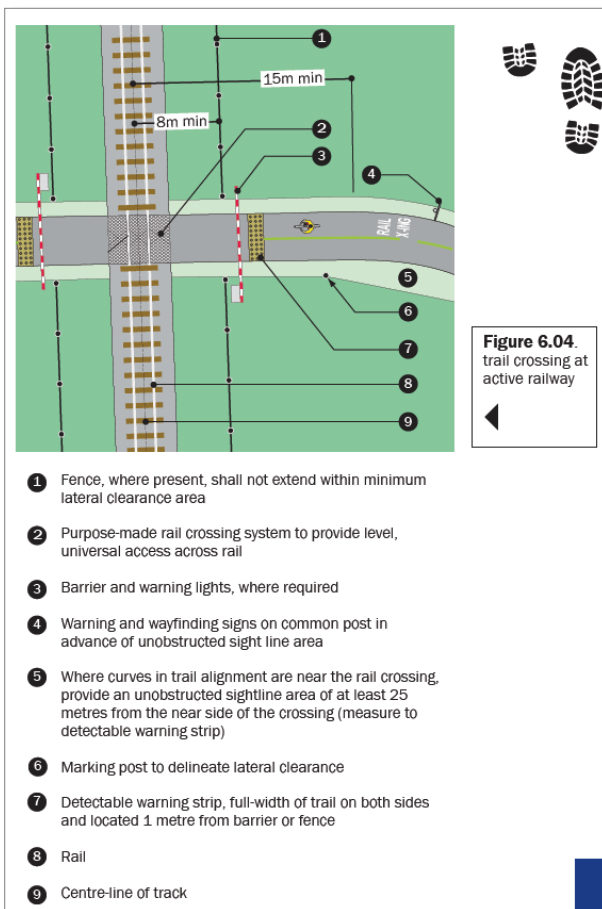 1
15m min
8m min
2
3
4
RAIL
X-ING
5
6
7
8
9
Figure 6.04.
trail crossing at
active railway
1 Fence, where present, shall not extend within minimum
lateral clearance area
2 Purpose-made rail crossing system to provide level,
universal access across rail
3 Barrier and warning lights, where required
4 Warning and wayfinding signs on common post in
advance of unobstructed sight line area
5 Where curves in trail alignment are near the rail crossing,
provide an unobstructed sightline area of at least 25
metres from the near side of the crossing (measure to
detectable warning strip)
6 Marking post to delineate lateral clearance
7 Detectable warning strip, full-width of trail on both sides
and located 1 metre from barrier or fence
8 Rail
9 Centre-line of track